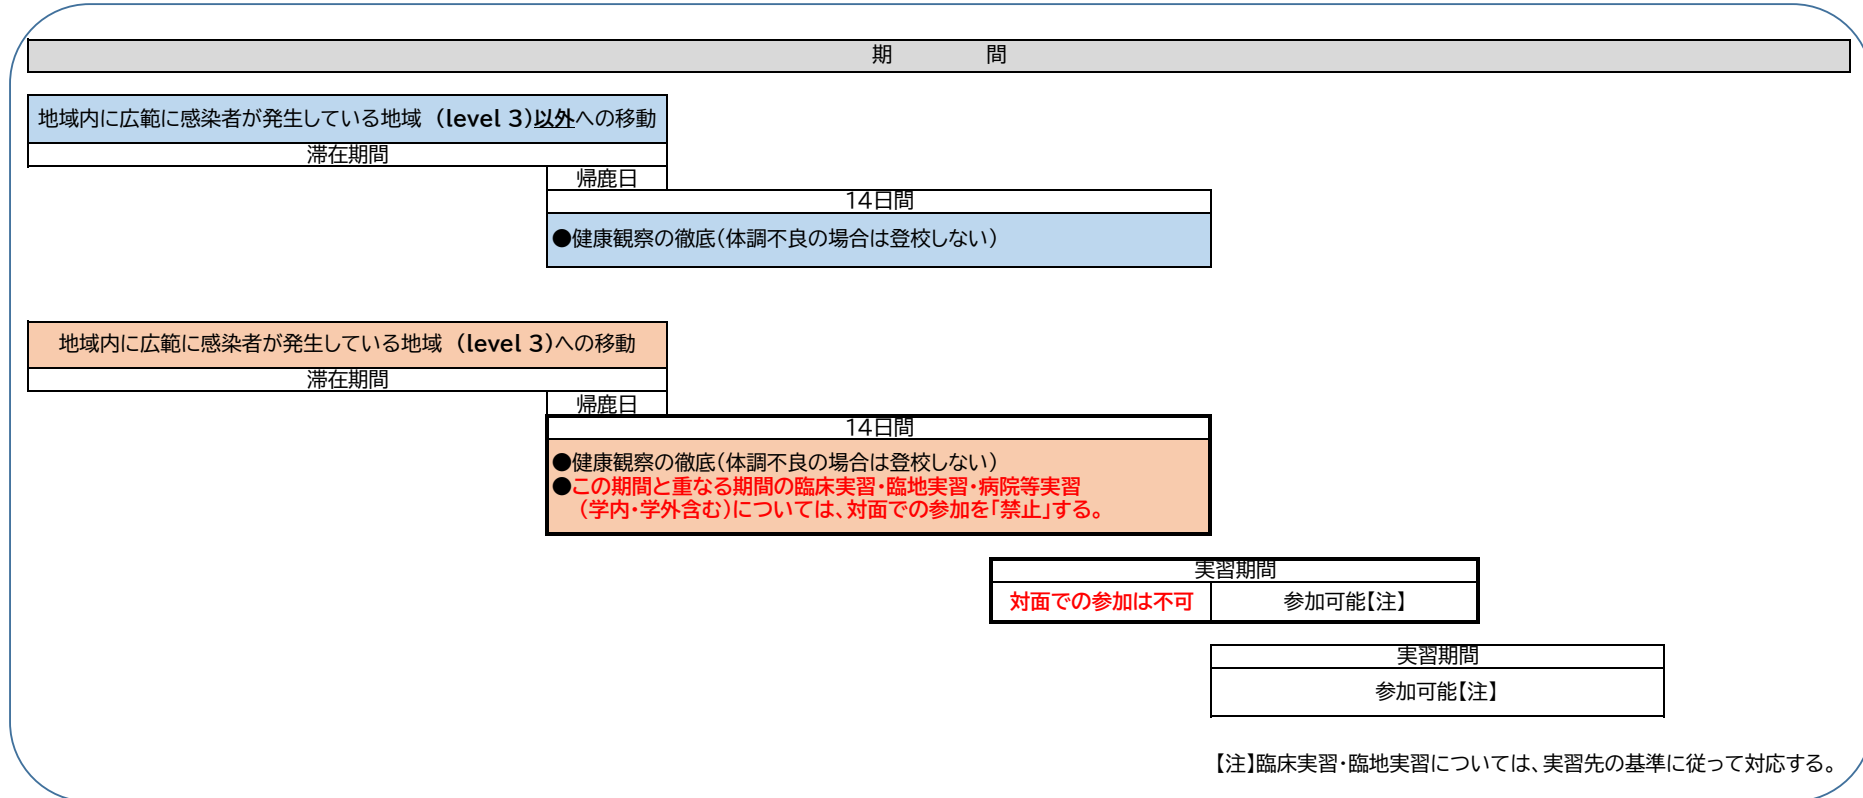 期　　間
地域内に広範に感染者が発生している地域 (level 3)以外への移動
滞在期間
帰鹿日
14日間
●健康観察の徹底(体調不良の場合は登校しない)
地域内に広範に感染者が発生している地域 (level 3)への移動
滞在期間
帰鹿日
14日間
●健康観察の徹底(体調不良の場合は登校しない)
●この期間と重なる期間の臨床実習・臨地実習・病院等実習
(学内・学外含む)については、対面での参加を「禁止」する。
実習期間
対面での参加は不可 参加可能【注】
実習期間
参加可能【注】
【注】臨床実習・臨地実習については、実習先の基準に従って対応する。